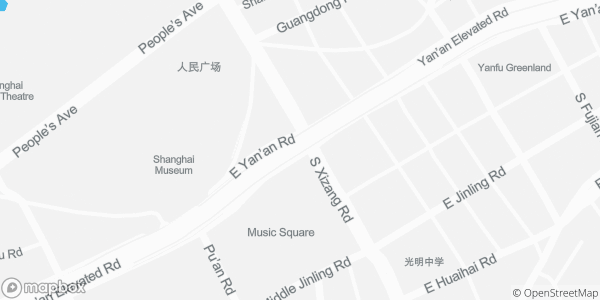 Guangdong
People's Ave
Yan'an Elevated Rd
E Yan'a
人民广场
Yanfu Greenland
Theatre
People's Ave
S Fujian
E Yan'an Rd
Shanghai
Museum
S Xizang Rd
E Jinling Rd
Music Square
Pu'an Rd
光明中学
E Huaihai Rd
Middle Jinling Rd
an Elevated Rd
mapbox
© OpenStreetMap